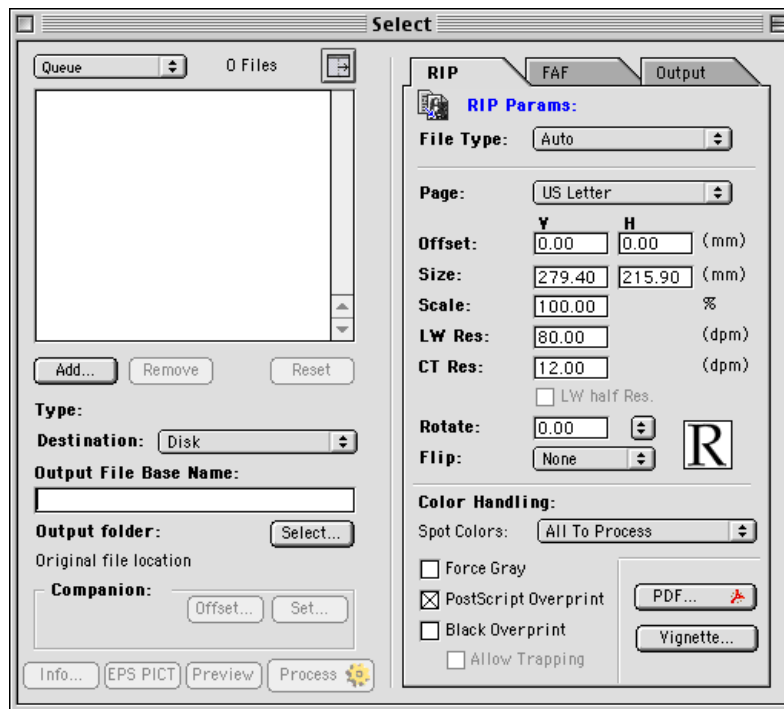 Select
Queue
0 Files
Add...
Remove
Reset
Type:
Destination: Disk
Output File Base Name:
Output folder: Select...
Original file location
Companion:
Offset... Set...
Info... EPS PICT Preview Process
RIP FAF Output
RIP Params:
File Type: Auto
Page: US Letter
V H
Offset: 0.00 0.00 (mm)
Size: 279.40 215.90 (mm)
Scale: 100.00 %
LW Res: 80.00 (dpm)
CT Res: 12.00 (dpm)
LW half Res.
Rotate: 0.00
Flip: None
R
Color Handling:
Spot Colors: All To Process
Force Gray
PostScript Overprint
Black Overprint
Allow Trapping
PDF...
Vignette...